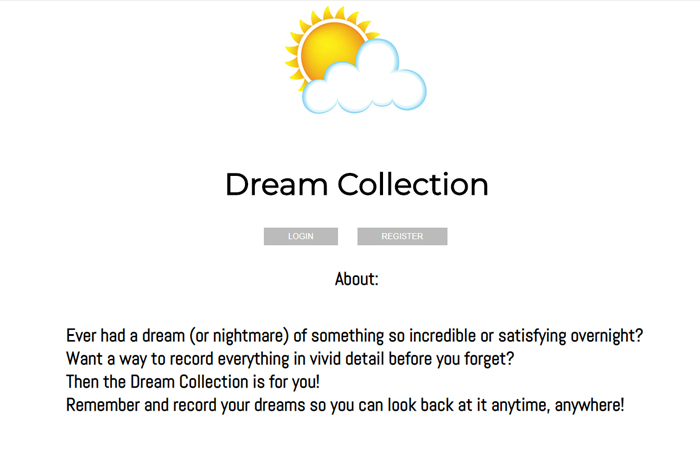 Dream Collection
LOGIN REGISTER
About:
Ever had a dream (or nightmare) of something so incredible or satisfying overnight?
Want a way to record everything in vivid detail before you forget?
Then the Dream Collection is for you!
Remember and record your dreams so you can look back at it anytime, anywhere!